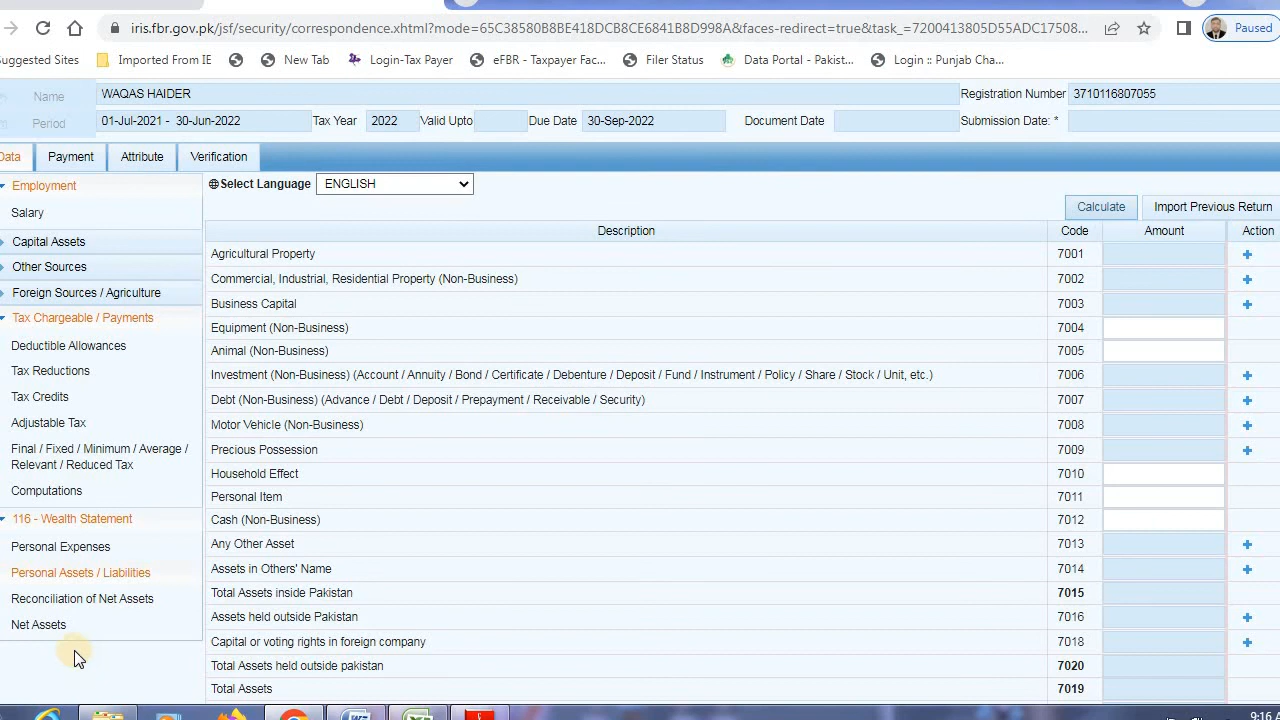 iris.fbr.gov.pk/jsf/security/correspondence.xhtml?mode=65C38580B8BE418DCB8CE6841B8D998A&faces-redirect=true&task_=7200413805D55ADC17508... Paused
uggested Sites Imported From IE New Tab Login-Tax Payer eFBR - Taxpayer Fac... Filer Status Data Portal - Pakist... Login :: Punjab Cha...
Name WAQAS HAIDER Registration Number 3710116807055
Period 01-Jul-2021 - 30-Jun-2022 Tax Year 2022 Valid Upto Due Date 30-Sep-2022 Document Date Submission Date: *
Data Payment Attribute Verification
Employment
Salary
Capital Assets
Other Sources
Foreign Sources / Agriculture
Tax Chargeable / Payments
Deductible Allowances
Tax Reductions
Tax Credits
Adjustable Tax
Final / Fixed / Minimum / Average /
Relevant / Reduced Tax
Computations
116 - Wealth Statement
Personal Expenses
Personal Assets / Liabilities
Reconciliation of Net Assets
Net Assets
Select Language ENGLISH
Calculate Import Previous Return
Description Code Amount Action
Agricultural Property 7001 +
Commercial, Industrial, Residential Property (Non-Business) 7002 +
Business Capital 7003 +
Equipment (Non-Business) 7004
Animal (Non-Business) 7005
Investment (Non-Business) (Account / Annuity / Bond / Certificate / Debenture / Deposit / Fund / Instrument / Policy / Share / Stock / Unit, etc.) 7006 +
Debt (Non-Business) (Advance / Debt / Deposit / Prepayment / Receivable / Security) 7007 +
Motor Vehicle (Non-Business) 7008 +
Precious Possession 7009 +
Household Effect 7010
Personal Item 7011
Cash (Non-Business) 7012
Any Other Asset 7013 +
Assets in Others' Name 7014 +
Total Assets inside Pakistan 7015
Assets held outside Pakistan 7016 +
Capital or voting rights in foreign company 7018 +
Total Assets held outside pakistan 7020
Total Assets 7019